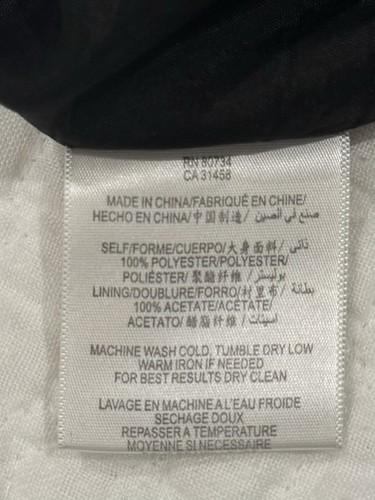 RN 80734
CA 31458
MADE IN CHINA/FABRIQUÉ EN CHINE/
HECHO EN CHINA/中国制造/ صنع في الصين
SELF/FORME/CUERPO/大身面料/ ذاتي
100% POLYESTER/POLYESTER/
POLIÉSTER/聚酯纤维 /بوليستر
LINING/DOUBLURE/FORRO/衬里布/ بطانة
100% ACETATE/ACETATE/
ACETATO/醋酯纤维 /اسيتات
MACHINE WASH COLD, TUMBLE DRY LOW
WARM IRON IF NEEDED
FOR BEST RESULTS DRY CLEAN
LAVAGE EN MACHINE A L'EAU FROIDE
SECHAGE DOUX
REPASSER A TEMPERATURE
MOYENNE SI NECESSAIRE